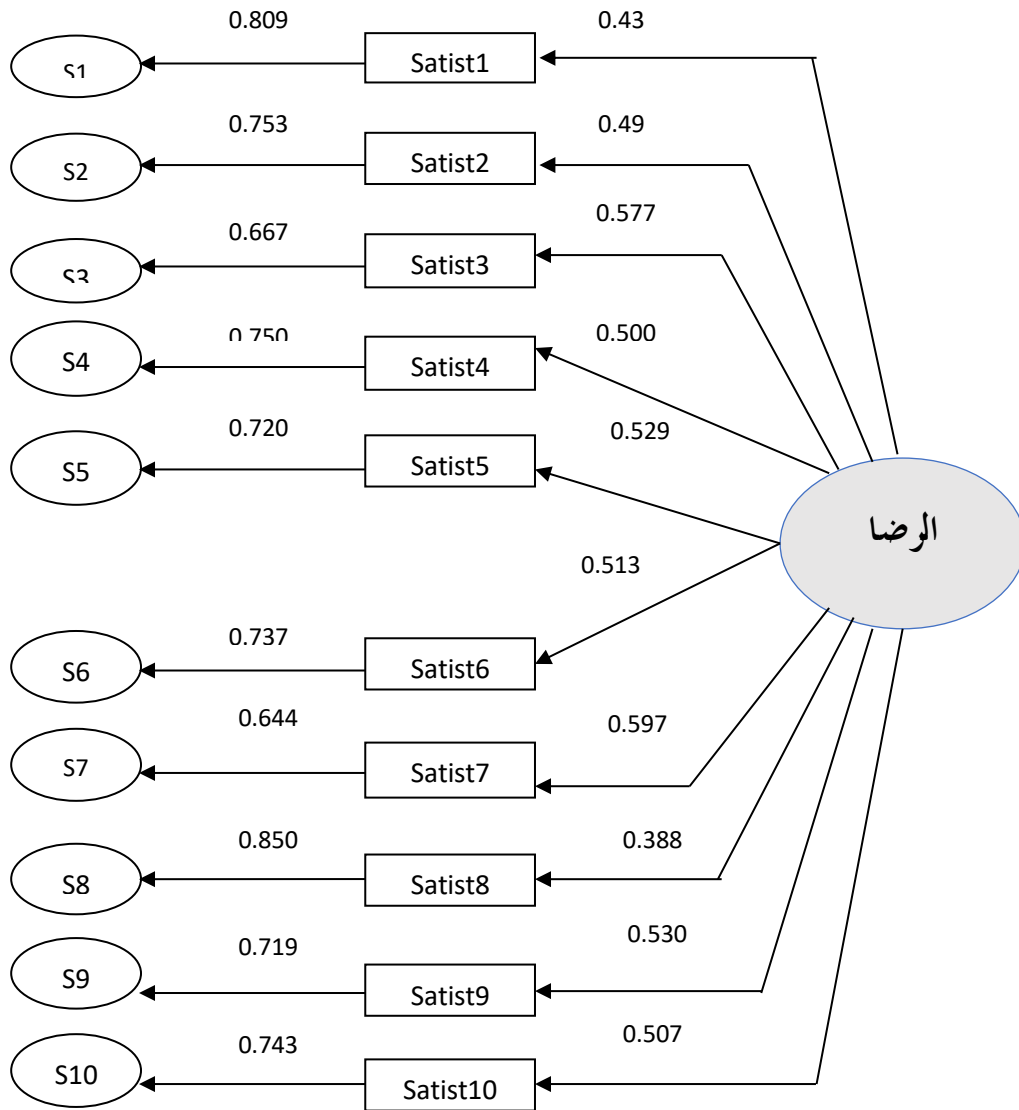 0.809 0.43
S1 Satist1
0.753 0.49
S2 Satist2
0.667 0.577
S3 Satist3
0.750 0.500
S4 Satist4
0.720 0.529
S5 Satist5
الرضا
0.513
0.737
S6 Satist6
0.644 0.597
S7 Satist7
0.850 0.388
S8 Satist8
0.719 0.530
S9 Satist9
0.743 0.507
S10 Satist10